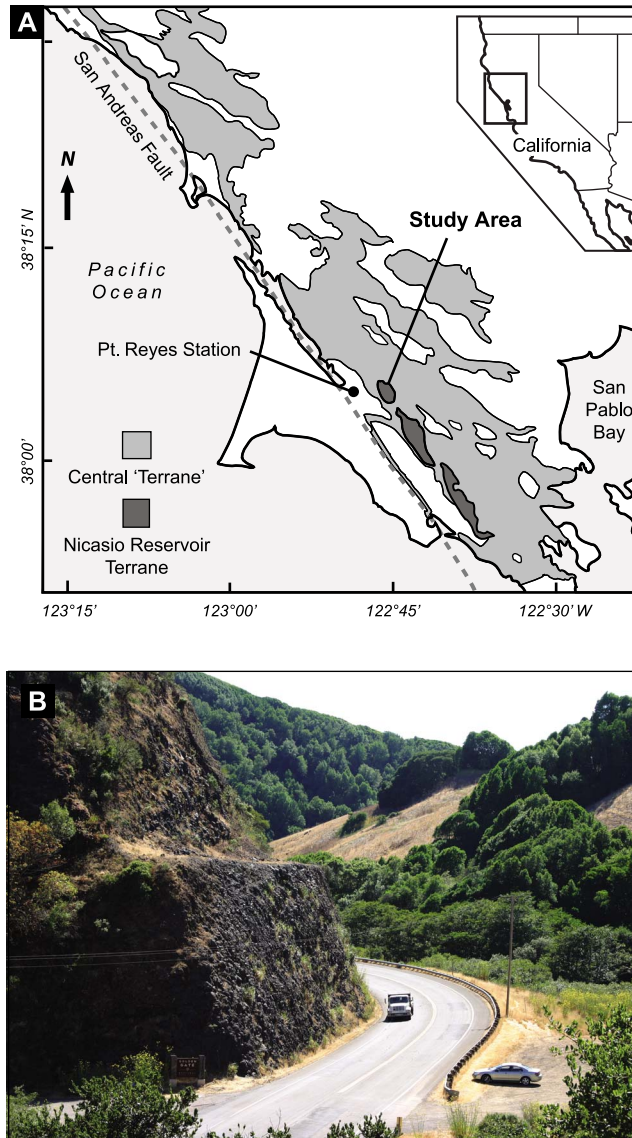 A
San Andreas Fault
N
California
38°15’ N
Study Area
Pacific
Ocean
Pt. Reyes Station
San
Pablo
Bay
38°00’
Central ‘Terrane’
Nicasio Reservoir
Terrane
123°15’
123°00’
122°45’
122°30’ W
B
GATE